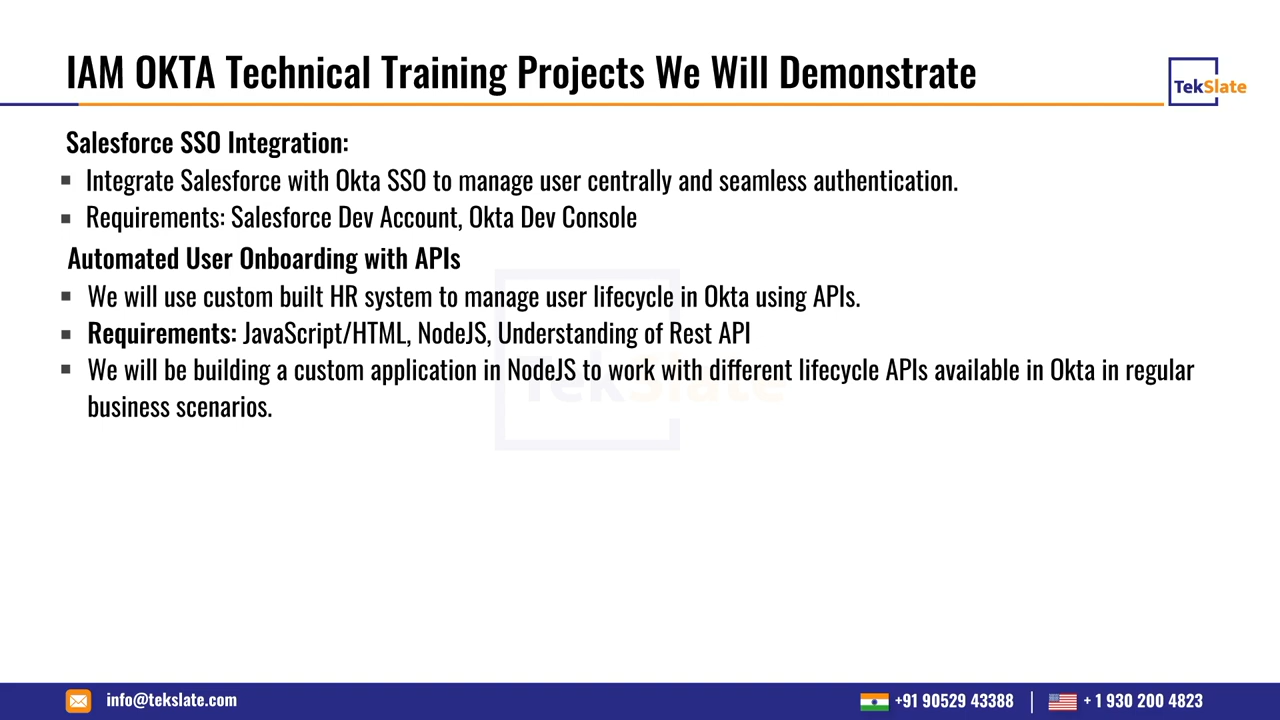 IAM OKTA Technical Training Projects We Will Demonstrate
TekSlate
Salesforce SSO Integration:
▪ Integrate Salesforce with Okta SSO to manage user centrally and seamless authentication.
▪ Requirements: Salesforce Dev Account, Okta Dev Console
Automated User Onboarding with APIs
▪ We will use custom built HR system to manage user lifecycle in Okta using APIs.
▪ Requirements: JavaScript/HTML, NodeJS, Understanding of Rest API
▪ We will be building a custom application in NodeJS to work with different lifecycle APIs available in Okta in regular
business scenarios.
TekSlate
info@tekslate.com
+91 90529 43388 | + 1 930 200 4823